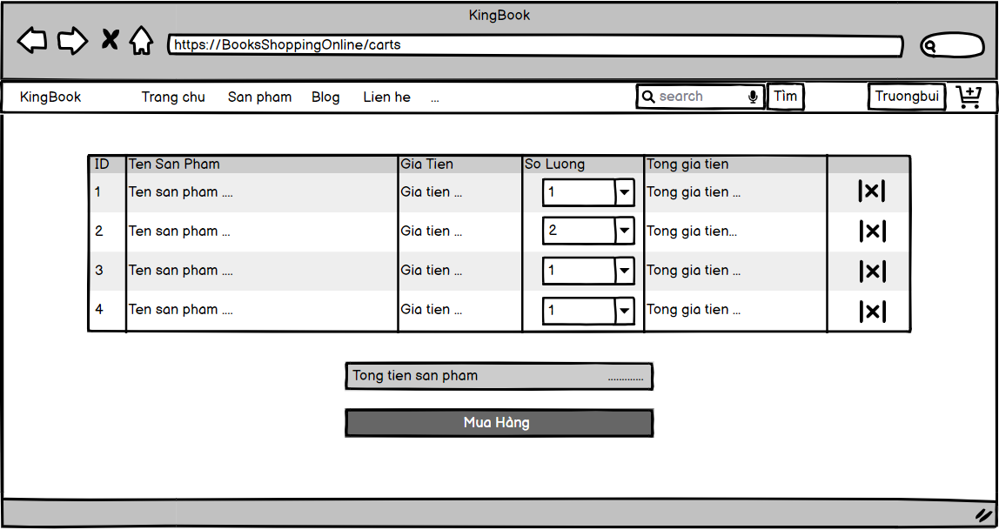 KingBook
https://BooksShoppingOnline/carts
KingBook Trang chu San pham Blog Lien he ... search Tìm Truongbui +7
ID Ten San Pham Gia Tien So Luong Tong gia tien
1 Ten san pham .... Gia tien ... 1 Tong gia tien ... |X|
2 Ten san pham ... Gia tien ... 2 Tong gia tien... |X|
3 Ten san pham .... Gia tien ... 1 Tong gia tien ... |X|
4 Ten san pham .... Gia tien ... 1 Tong gia tien ... |X|
Tong tien san pham .............
Mua Hàng